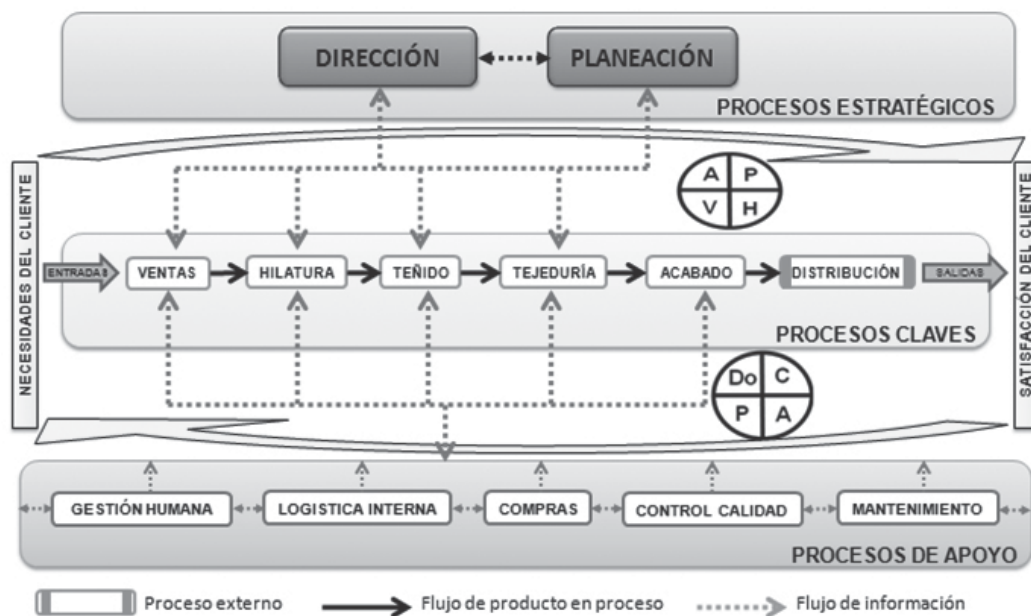 DIRECCIÓN
PLANEACIÓN
PROCESOS ESTRATÉGICOS
NECESIDADES DEL CLIENTE
SATISFACCIÓN DEL CLIENTE
A P
V H
ENTRADAS
VENTAS
HILATURA
TEÑIDO
TEJEDURÍA
ACABADO
DISTRIBUCIÓN
SALIDAS
PROCESOS CLAVES
Do C
P A
GESTIÓN HUMANA
LOGISTICA INTERNA
COMPRAS
CONTROL CALIDAD
MANTENIMIENTO
PROCESOS DE APOYO
Proceso externo
Flujo de producto en proceso
Flujo de información